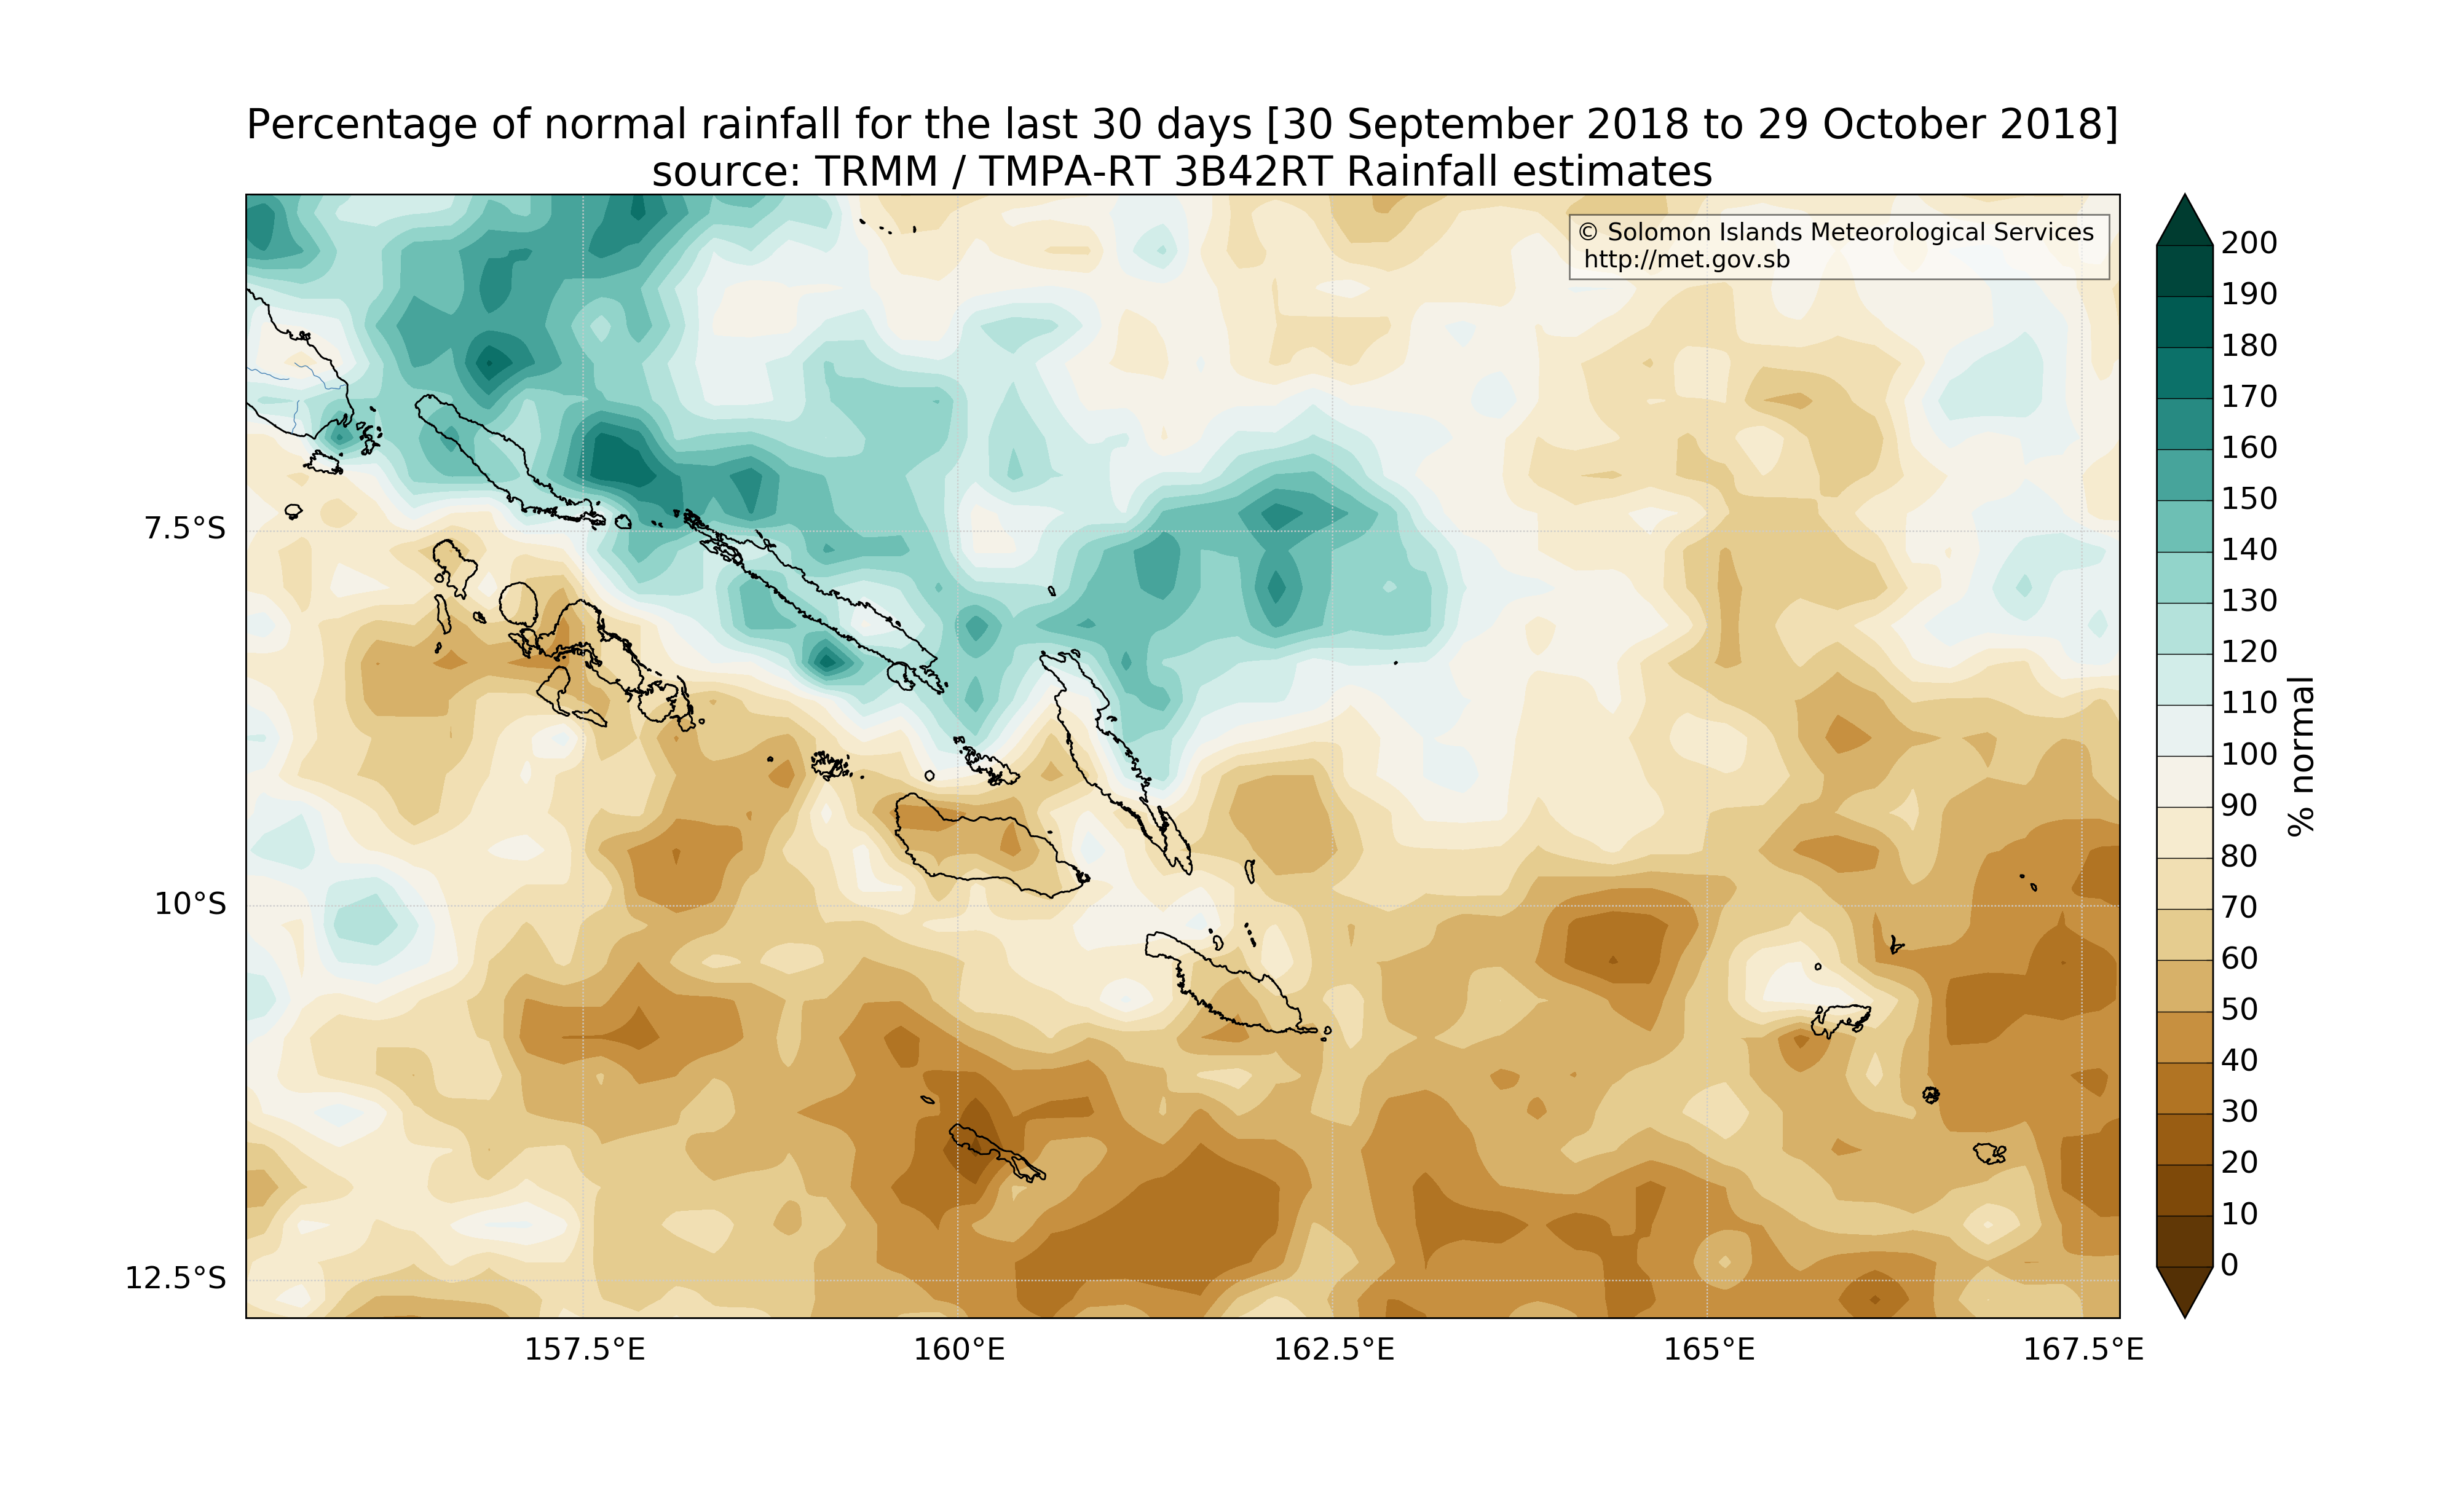 Percentage of normal rainfall for the last 30 days [30 September 2018 to 29 October 2018]
source: TRMM / TMPA-RT 3B42RT Rainfall estimates
© Solomon Islands Meteorological Services
http://met.gov.sb
7.5°S
10°S
12.5°S
157.5°E
160°E
162.5°E
165°E
167.5°E
200
190
180
170
160
150
140
130
120
110
100
90
80
70
60
50
40
30
20
10
0
% normal